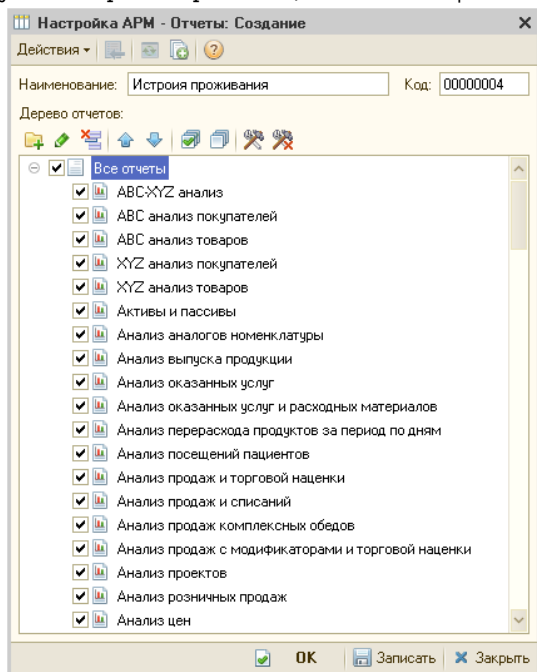 Настройка АРМ - Отчеты: Создание
Действия
Наименование: Истроия проживания Код: 00000004
Дерево отчетов:
Все отчеты
ABC-XYZ анализ
ABC анализ покупателей
ABC анализ товаров
XYZ анализ покупателей
XYZ анализ товаров
Активы и пассивы
Анализ аналогов номенклатуры
Анализ выпуска продукции
Анализ оказанных услуг
Анализ оказанных услуг и расходных материалов
Анализ перерасхода продуктов за период по дням
Анализ посещений пациентов
Анализ продаж и торговой наценки
Анализ продаж и списаний
Анализ продаж комплексных обедов
Анализ продаж с модификаторами и торговой наценки
Анализ проектов
Анализ розничных продаж
Анализ цен
OK Записать Закрыть